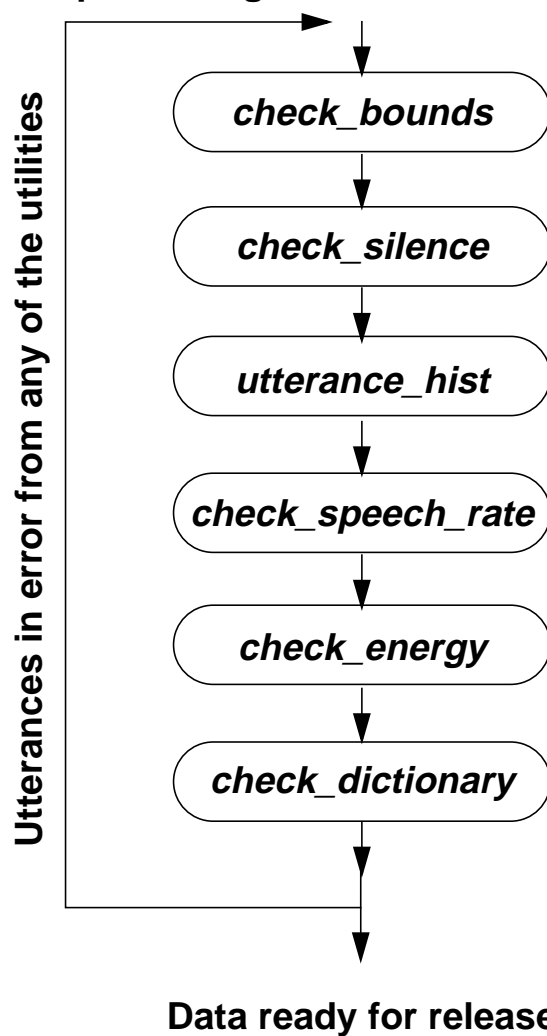 check_bounds
check_silence
utterance_hist
check_speech_rate
check_energy
check_dictionary
Utterances in error from any of the utilities
Data ready for release